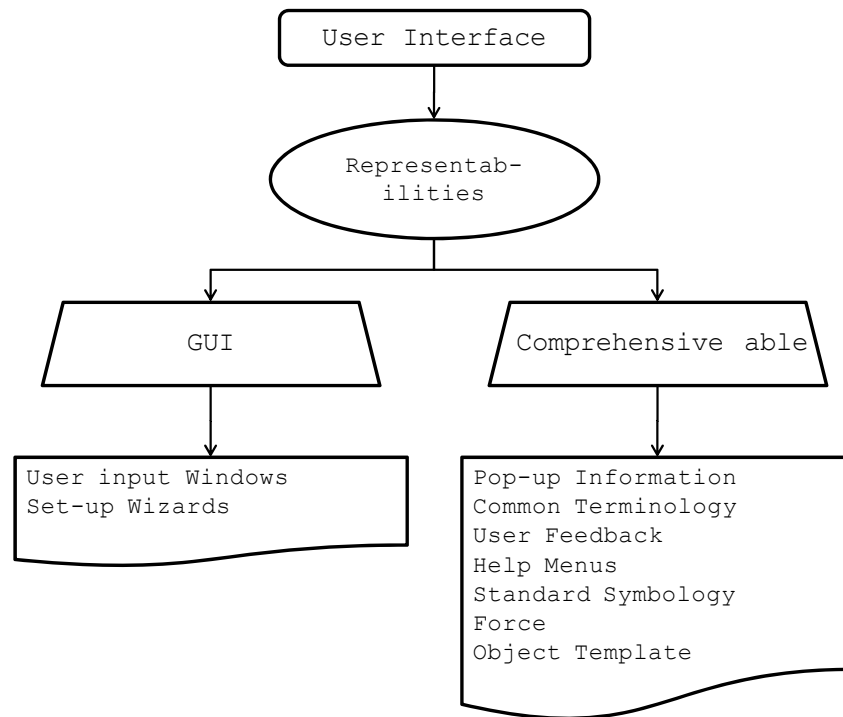 User Interface
Representab-
ilities
GUI
Comprehensive able
User input Windows
Set-up Wizards
Pop-up Information
Common Terminology
User Feedback
Help Menus
Standard Symbology
Force
Object Template